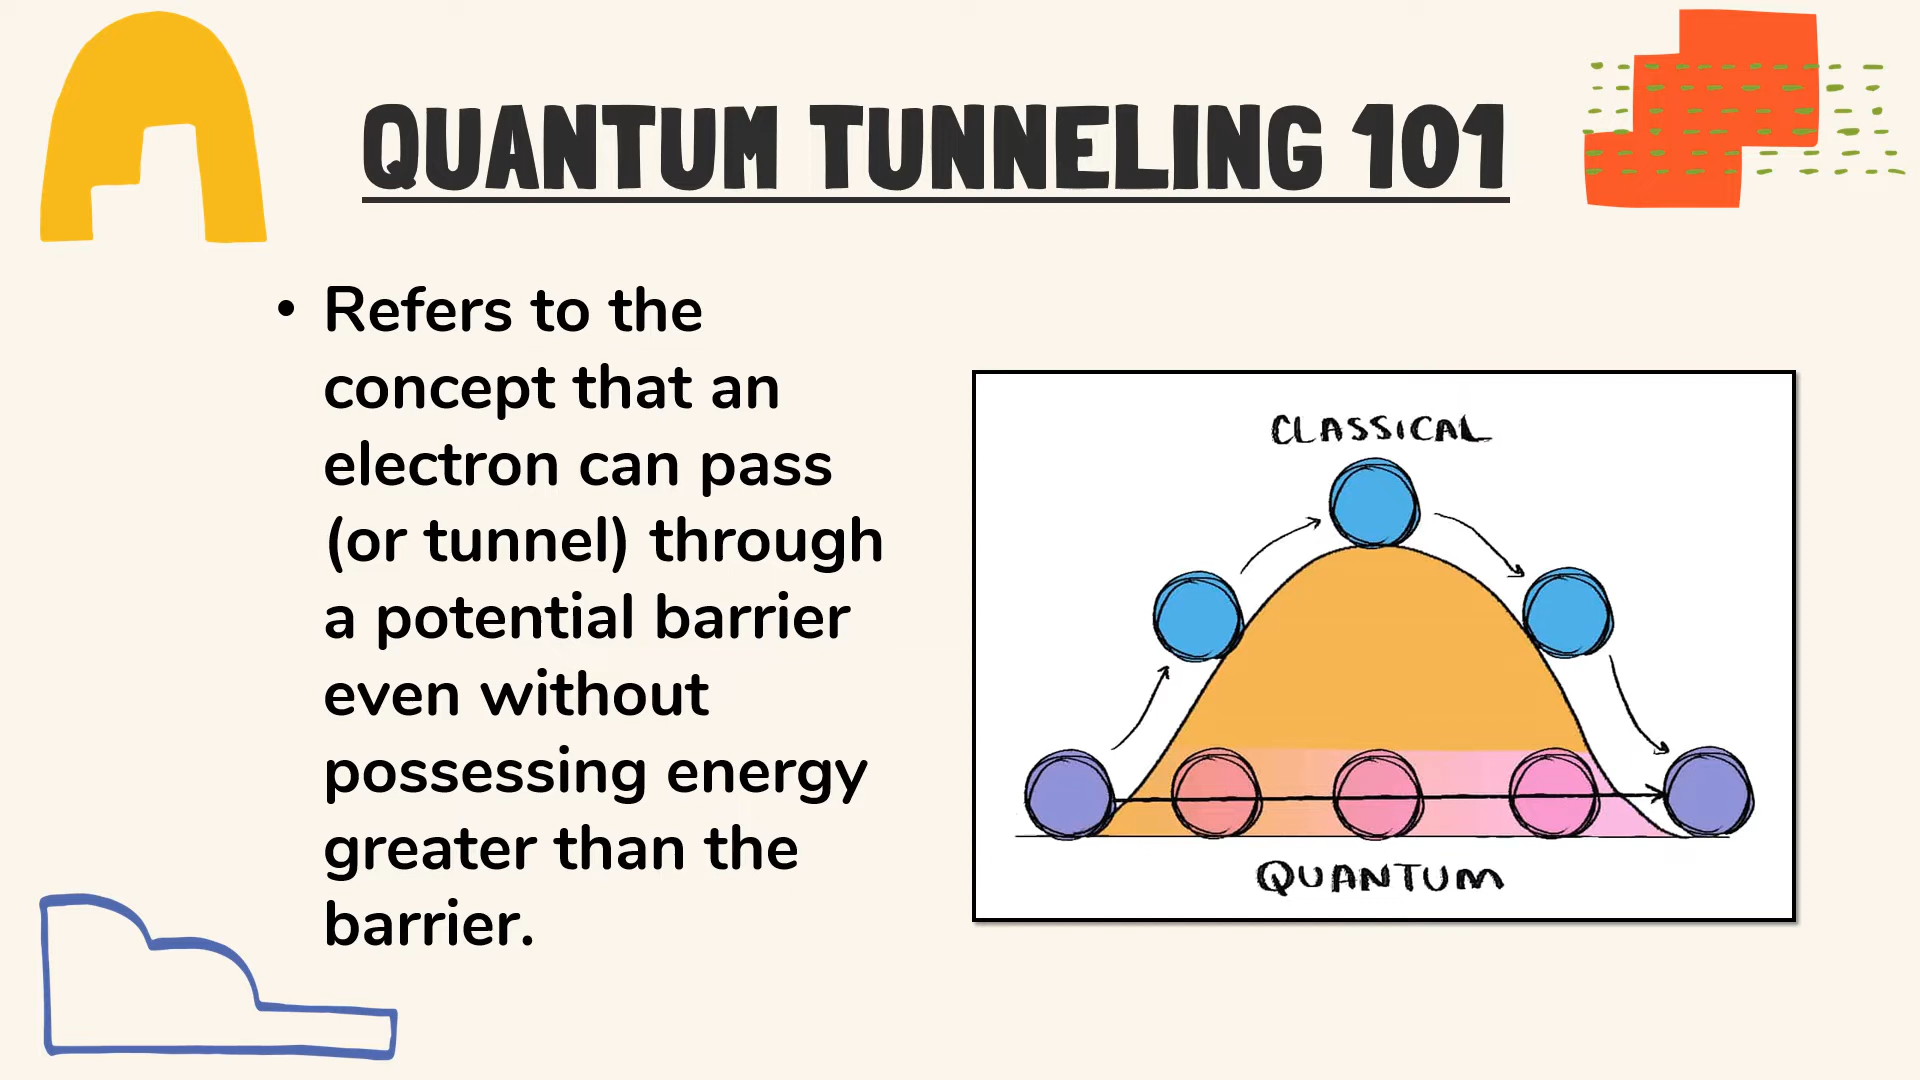 QUANTUM TUNNELING 101
• Refers to the
concept that an
electron can pass
(or tunnel) through
a potential barrier
even without
possessing energy
greater than the
barrier.
CLASSICAL
QUANTUM